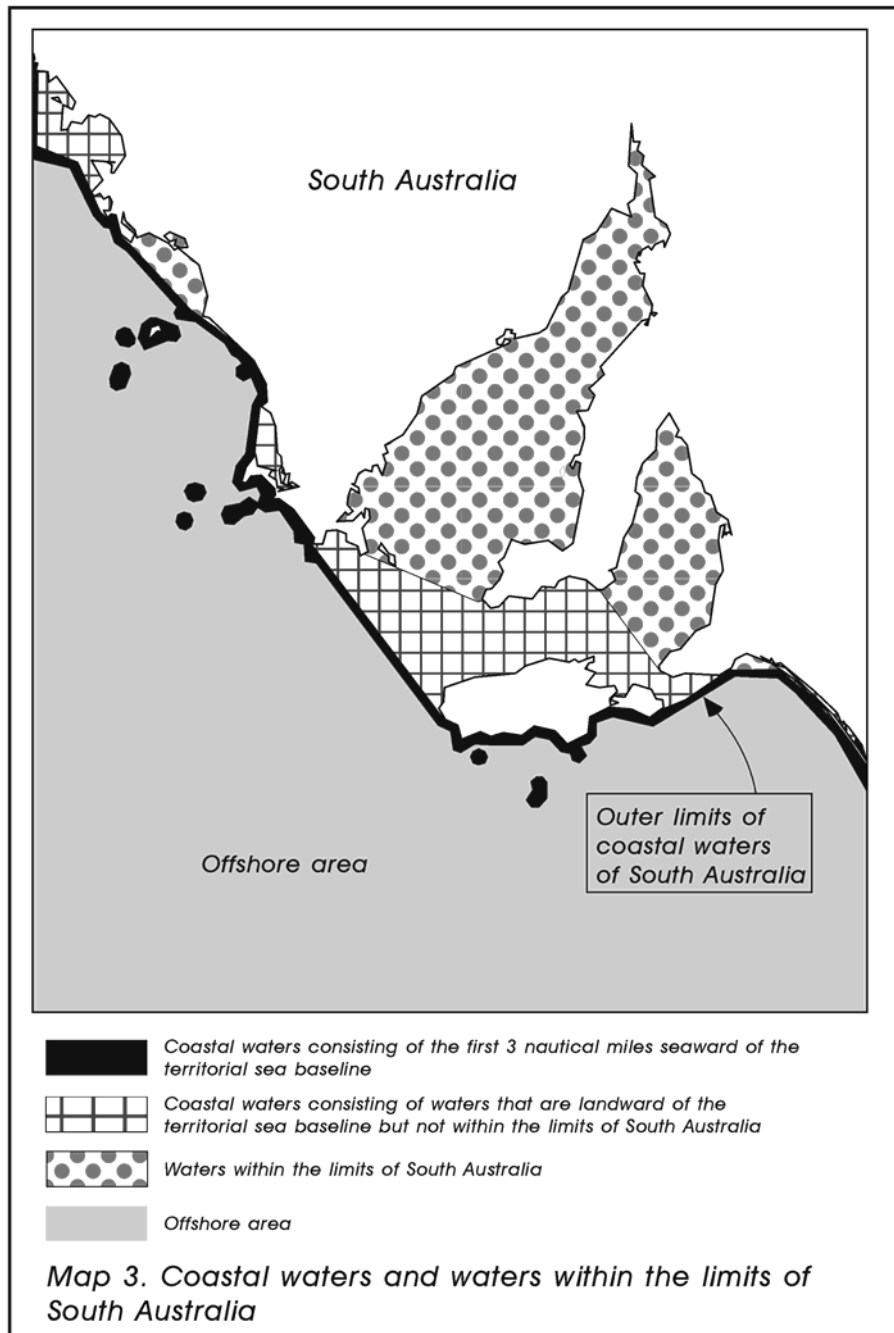 South Australia
Offshore area
Outer limits of
coastal waters
of South Australia
Coastal waters consisting of the first 3 nautical miles seaward of the
territorial sea baseline
Coastal waters consisting of waters that are landward of the
territorial sea baseline but not within the limits of South Australia
Waters within the limits of South Australia
Offshore area
Map 3. Coastal waters and waters within the limits of
South Australia